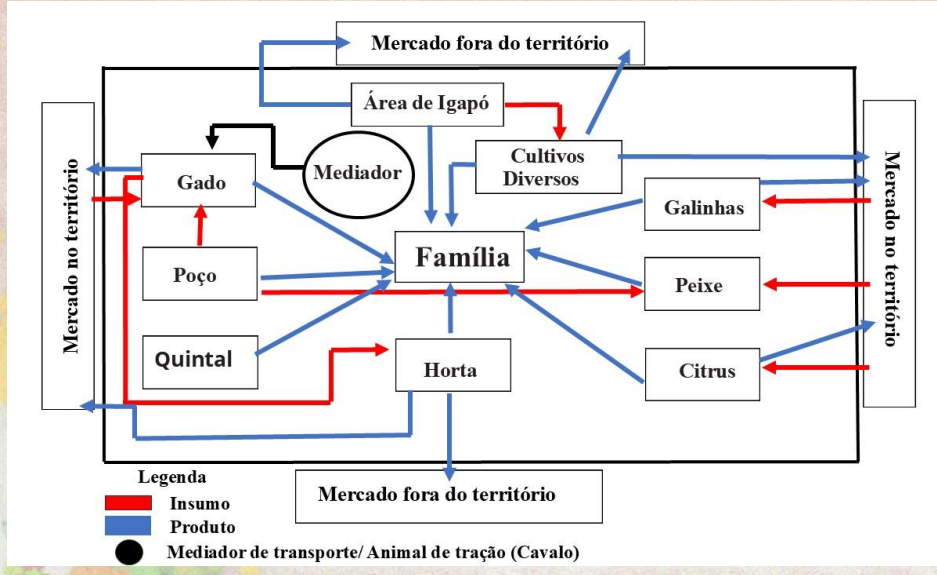 Mercado fora do território
Área de Igapó
Mediador
Cultivos
Diversos
Gado
Galinhas
Família
Poço
Peixe
Quintal
Horta
Citrus
Mercado no território
Mercado no território
Mercado fora do território
Legenda
Insumo
Produto
Mediador de transporte/ Animal de tração (Cavalo)